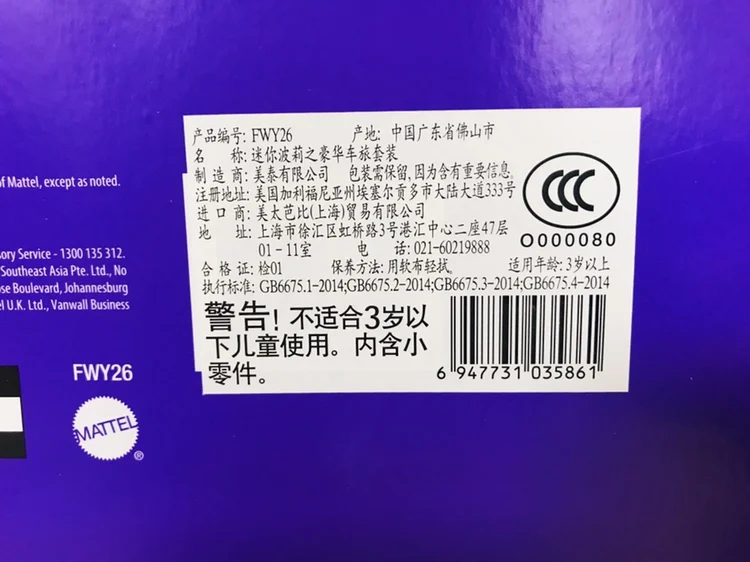 产品编号: FWY26 产地: 中国广东省佛山市
名 称: 迷你波莉之豪华车旅套装
制 造 商: 美泰有限公司 包装需保留,因为含有重要信息
注册地址: 美国加利福尼亚州埃塞尔贡多市大陆大道333号
进 口 商: 美太芭比(上海)贸易有限公司
地 址: 上海市徐汇区虹桥路3号港汇中心二座47层
01-11室 电 话: 021-60219888
合 格 证: 检01 保养方法: 用软布轻拭。 适用年龄: 3岁以上
执行标准: GB6675.1-2014;GB6675.2-2014;GB6675.3-2014;GB6675.4-2014
警告! 不适合3岁以
下儿童使用。内含小
零件。
CCC
O000080
6 947731 035861
of Mattel, except as noted.
sory Service - 1300 135 312.
Southeast Asia Pte. Ltd., No
ose Boulevard, Johannesburg
el U.K. Ltd., Vanwall Business
FWY26
MATTEL
®